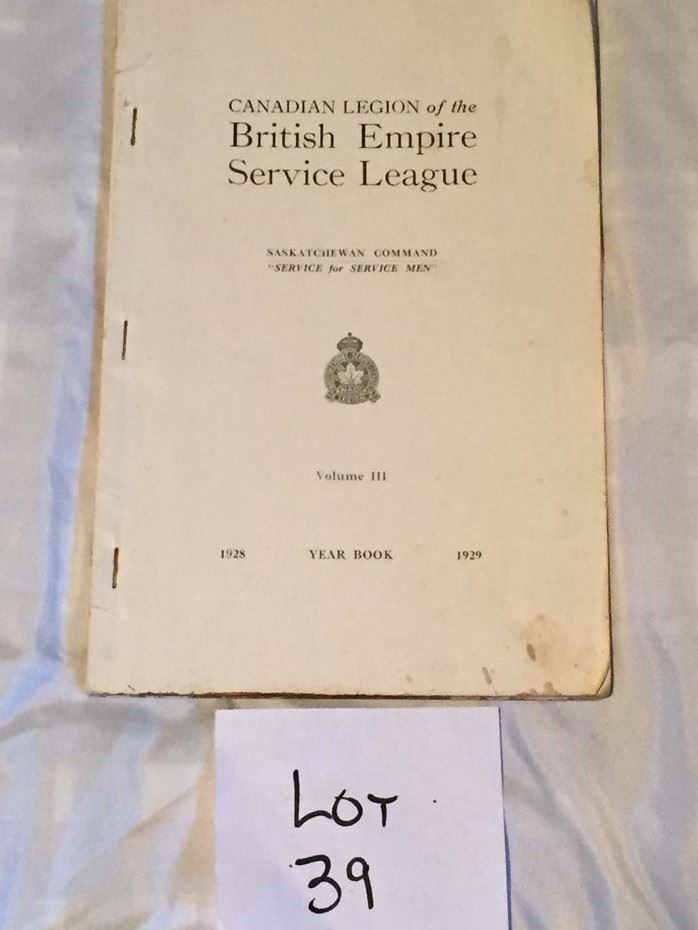 CANADIAN LEGION of the
British Empire
Service League
SASKATCHEWAN COMMAND
"SERVICE for SERVICE MEN"
LEGION
Volume III
1928 YEAR BOOK 1929
LOT
39